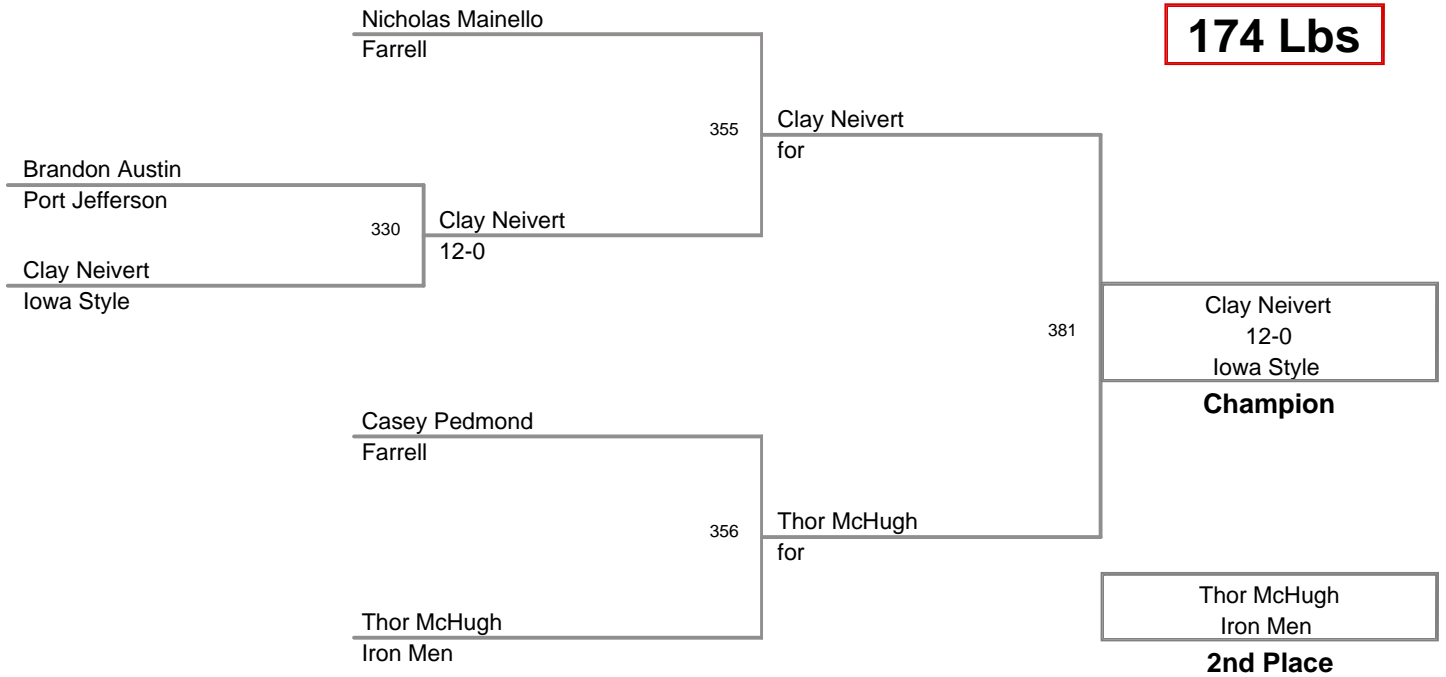 Nicholas Mainello
Farrell
174 Lbs
355
Clay Neivert
for
Brandon Austin
Port Jefferson
330
Clay Neivert
12-0
Clay Neivert
Iowa Style
381
Clay Neivert
12-0
Iowa Style
Champion
Casey Pedmond
Farrell
356
Thor McHugh
for
Thor McHugh
Iron Men
Thor McHugh
Iron Men
2nd Place